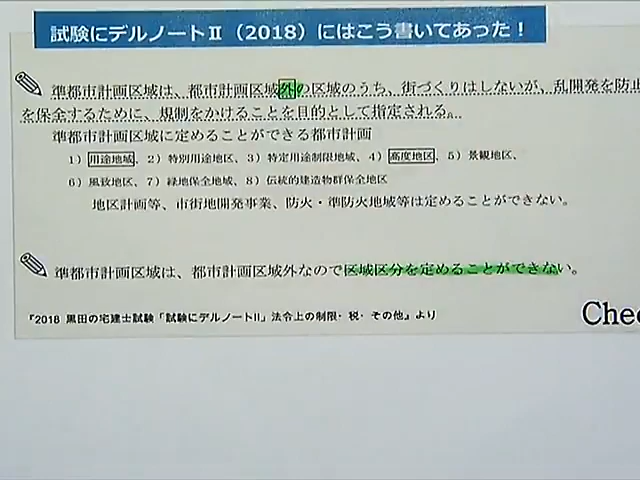 試験にデルノートⅡ（2018）にはこう書いてあった！
準都市計画区域は、都市計画区域外の区域のうち、街づくりはしないが、乱開発を防止
を保全するために、規制をかけることを目的として指定される。
準都市計画区域に定めることができる都市計画
1）用途地域、2）特別用途地区、3）特定用途制限地域、4）高度地区、5）景観地区、
6）風致地区、7）緑地保全地域、8）伝統的建造物群保全地区
地区計画等、市街地開発事業、防火・準防火地域等は定めることができない。
準都市計画区域は、都市計画区域外なので区域区分を定めることができない。
『2018 黒田の宅建士試験「試験にデルノートII」法令上の制限・税・その他』より
Chec